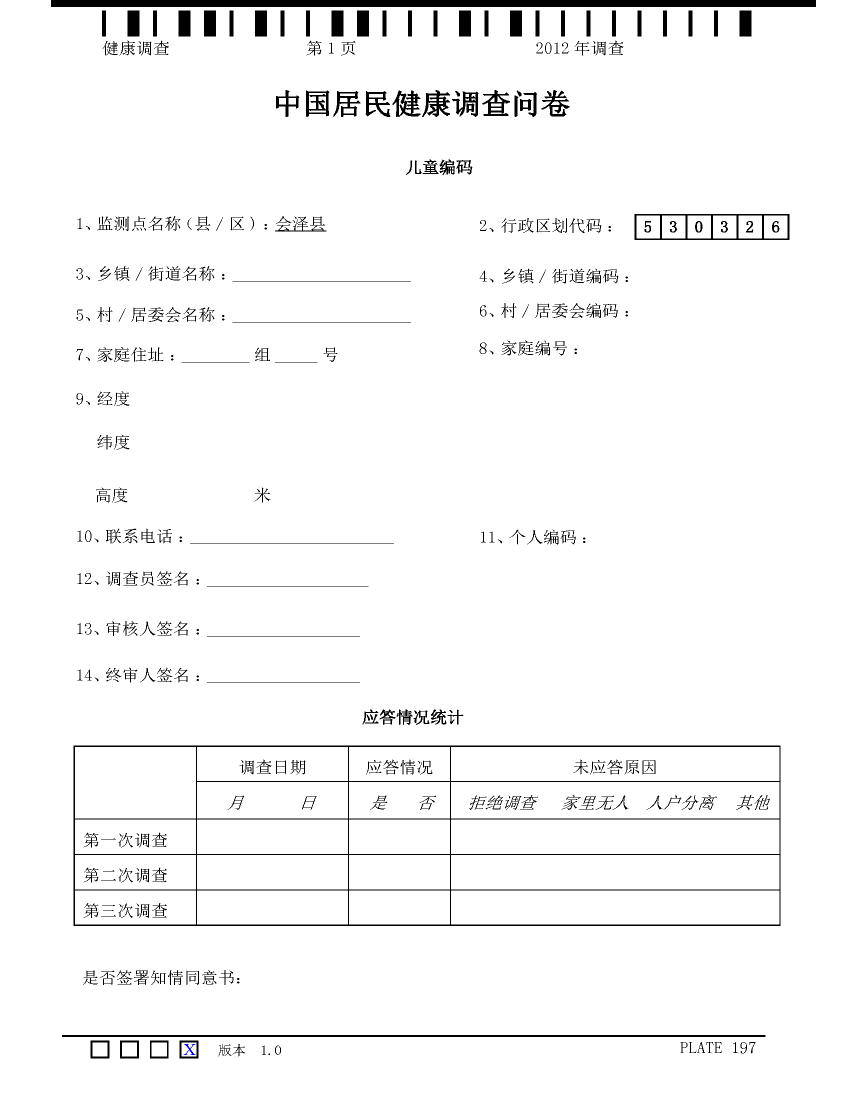 健康调查 第 1 页 2012 年调查
中国居民健康调查问卷
儿童编码
1、监测点名称（县 / 区）：会泽县 2、行政区划代码： 5 3 0 3 2 6
3、乡镇 / 街道名称：_____________________ 4、乡镇 / 街道编码：
5、村 / 居委会名称：_____________________ 6、村 / 居委会编码：
7、家庭住址：________ 组 _____ 号 8、家庭编号：
9、经度
纬度
高度 米
10、联系电话：________________________ 11、个人编码：
12、调查员签名：___________________
13、审核人签名：__________________
14、终审人签名：__________________
应答情况统计
调查日期 应答情况 未应答原因
月 日 是 否 拒绝调查 家里无人 人户分离 其他
第一次调查
第二次调查
第三次调查
是否签署知情同意书：
X 版本 1.0 PLATE 197